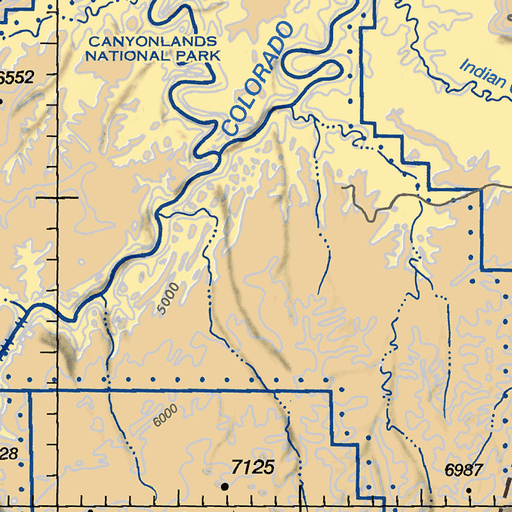 CANYONLANDS
NATIONAL PARK
COLORADO
Indian
6552
5000
6000
28
7125
6987